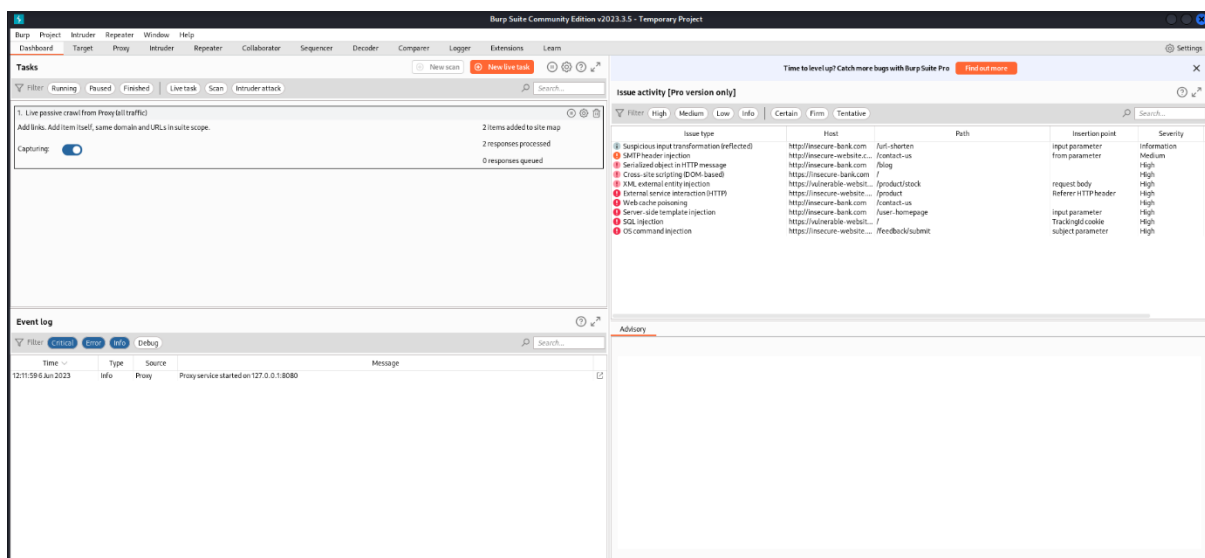 Burp Suite Community Edition v2023.3.5 - Temporary Project
Burp Project Intruder Repeater Window Help
Dashboard Target Proxy Intruder Repeater Collaborator Sequencer Decoder Comparer Logger Extensions Learn Settings
Tasks New scan New live task
Filter Running Paused Finished Live task Scan Intruder attack Search...
1. Live passive crawl from Proxy (all traffic)
Add links. Add item itself, same domain and URLs in suite scope. 2 items added to site map
Capturing: 2 responses processed
0 responses queued
Event log
Filter Critical Error Info Debug Search...
Time Type Source Message
12:11:59 6 Jun 2023 Info Proxy Proxy service started on 127.0.0.1:8080
Time to level up? Catch more bugs with Burp Suite Pro Find out more
Issue activity [Pro version only]
Filter High Medium Low Info Certain Firm Tentative Search...
Issue type Host Path Insertion point Severity
Suspicious input transformation (reflected) http://insecure-bank.com /url-shorten input parameter Information
SMTP header injection http://insecure-website.c... /contact-us from parameter Medium
Serialized object in HTTP message http://insecure-bank.com /blog High
Cross-site scripting (DOM-based) https://insecure-bank.com / High
XML external entity injection https://vulnerable-websit... /product/stock request body High
External service interaction (HTTP) https://insecure-website.... /product Referer HTTP header High
Web cache poisoning http://insecure-bank.com /contact-us High
Server-side template injection http://insecure-bank.com /user-homepage input parameter High
SQL injection https://vulnerable-websit... / TrackingId cookie High
OS command injection https://insecure-website.... /feedback/submit subject parameter High
Advisory